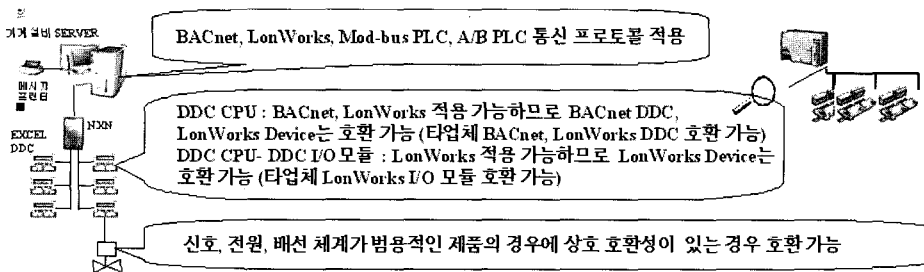 기계 설비 SERVER
BACnet, LonWorks, Mod-bus PLC, A/B PLC 통신 프로토콜 적용
메시지
프린터
NXN
EXCEL
DDC
DDC CPU : BACnet, LonWorks 적용 가능하므로 BACnet DDC,
LonWorks Device는 호환 가능 (타업체 BACnet, LonWorks DDC 호환 가능)
DDC CPU- DDC I/O 모듈 : LonWorks 적용 가능하므로 LonWorks Device는
호환 가능 (타업체 LonWorks I/O 모듈 호환 가능)
신호, 전원, 배선 체계가 범용적인 제품의 경우에 상호 호환성이 있는 경우 호환 가능